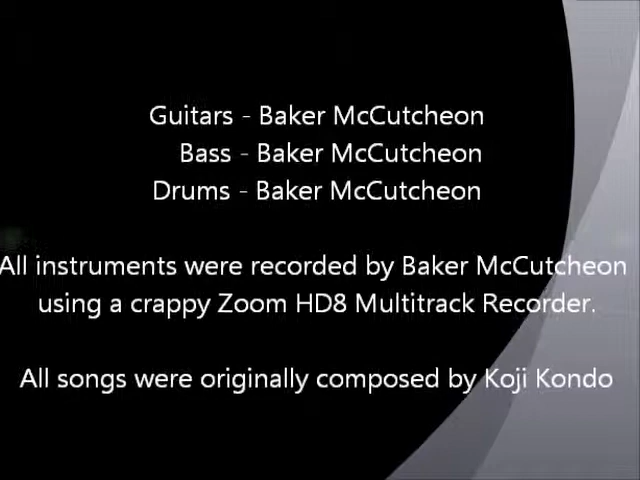 Guitars - Baker McCutcheon
Bass - Baker McCutcheon
Drums - Baker McCutcheon
All instruments were recorded by Baker McCutcheon
using a crappy Zoom HD8 Multitrack Recorder.
All songs were originally composed by Koji Kondo